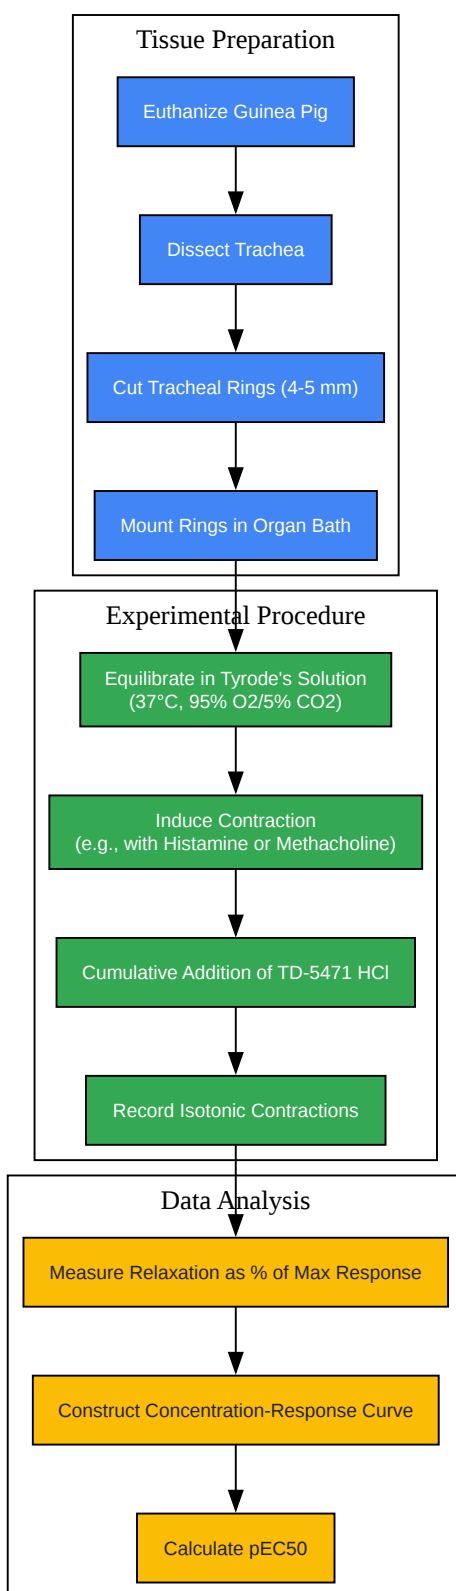 Tissue Preparation
Euthanize Guinea Pig
Dissect Trachea
Cut Tracheal Rings (4-5 mm)
Mount Rings in Organ Bath
Experimental Procedure
Equilibrate in Tyrode's Solution
(37°C, 95% O2/5% CO2)
Induce Contraction
(e.g., with Histamine or Methacholine)
Cumulative Addition of TD-5471 HCl
Record Isotonic Contractions
Data Analysis
Measure Relaxation as % of Max Response
Construct Concentration-Response Curve
Calculate pEC50